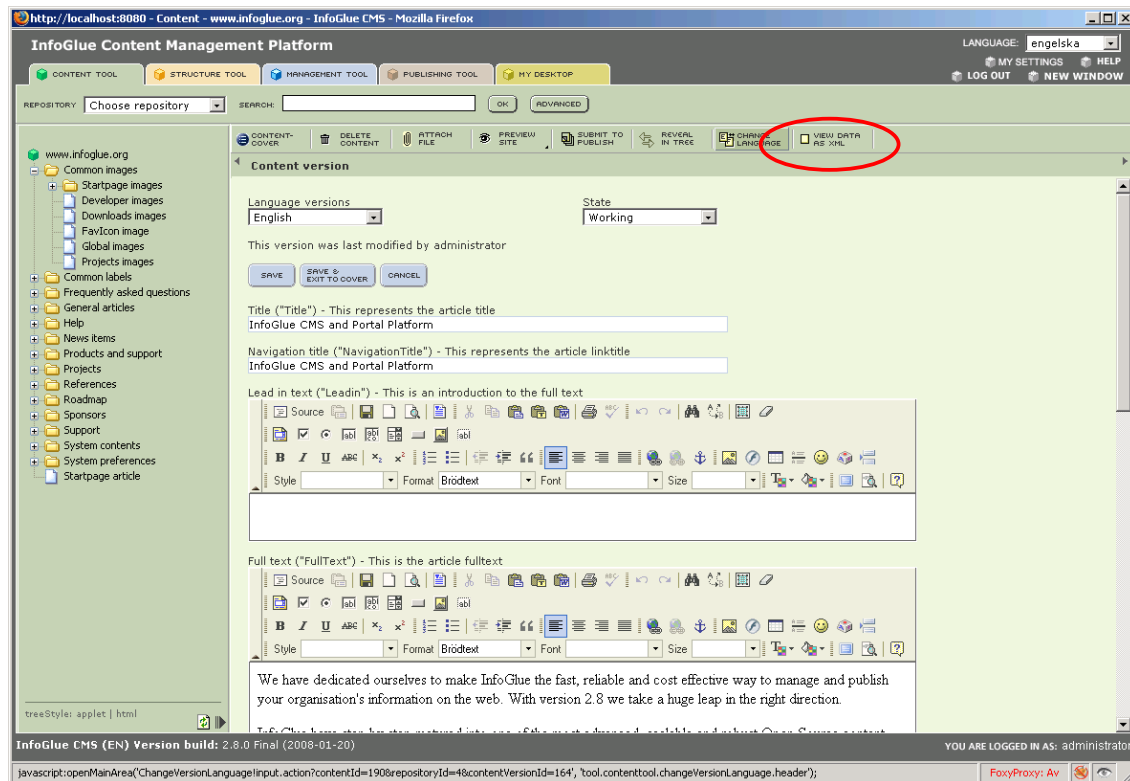 http://localhost:8080 - Content - www.infoglue.org - InfoGlue CMS - Mozilla Firefox
InfoGlue Content Management Platform
LANGUAGE: engelska
MY SETTINGS HELP
LOG OUT NEW WINDOW
CONTENT TOOL STRUCTURE TOOL MANAGEMENT TOOL PUBLISHING TOOL MY DESKTOP
REPOSITORY Choose repository SEARCH: OK ADVANCED
www.infoglue.org
Common images
Startpage images
Developer images
Downloads images
FavIcon image
Global images
Projects images
Common labels
Frequently asked questions
General articles
Help
News items
Products and support
Projects
References
Roadmap
Sponsors
Support
System contents
System preferences
Startpage article
treeStyle: applet | html
CONTENT-COVER DELETE CONTENT ATTACH FILE PREVIEW SITE SUBMIT TO PUBLISH REVEAL IN TREE CHANGE LANGUAGE VIEW DATA AS XML
Content version
Language versions State
English Working
This version was last modified by administrator
SAVE SAVE & EXIT TO COVER CANCEL
Title ("Title") - This represents the article title
InfoGlue CMS and Portal Platform
Navigation title ("NavigationTitle") - This represents the article linktitle
InfoGlue CMS and Portal Platform
Lead in text ("Leadin") - This is an introduction to the full text
Source
B I U ABC
Style Format Brödtext Font Size
Full text ("FullText") - This is the article fulltext
Source
B I U ABC
Style Format Brödtext Font Size
We have dedicated ourselves to make InfoGlue the fast, reliable and cost effective way to manage and publish
your organisation's information on the web. With version 2.8 we take a huge leap in the right direction.
InfoGlue CMS (EN) Version build: 2.8.0 Final (2008-01-20) YOU ARE LOGGED IN AS: administrator
javascript:openMainArea('ChangeVersionLanguage!input.action?contentId=190&repositoryId=4&contentVersionId=164', 'tool.contenttool.changeVersionLanguage.header'); FoxyProxy: Av